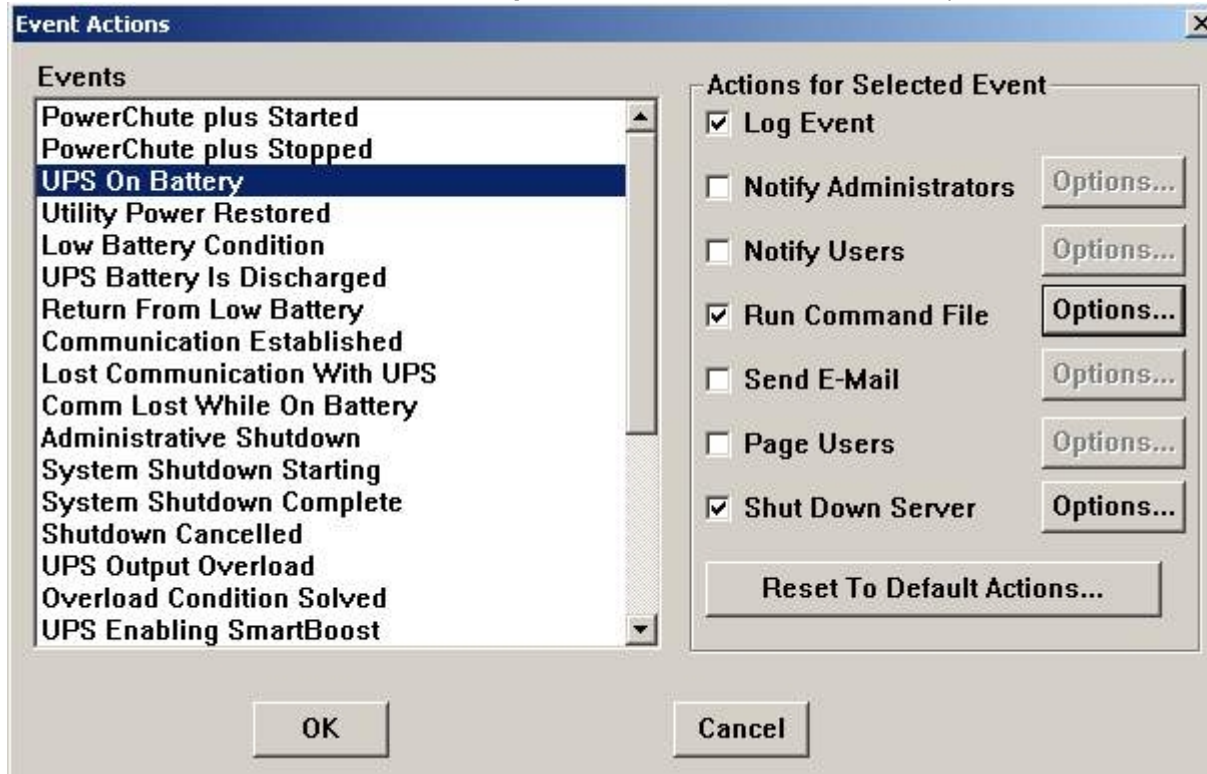 Event Actions
Events
PowerChute plus Started
PowerChute plus Stopped
UPS On Battery
Utility Power Restored
Low Battery Condition
UPS Battery Is Discharged
Return From Low Battery
Communication Established
Lost Communication With UPS
Comm Lost While On Battery
Administrative Shutdown
System Shutdown Starting
System Shutdown Complete
Shutdown Cancelled
UPS Output Overload
Overload Condition Solved
UPS Enabling SmartBoost
Actions for Selected Event
Log Event
Notify Administrators Options...
Notify Users Options...
Run Command File Options...
Send E-Mail Options...
Page Users Options...
Shut Down Server Options...
Reset To Default Actions...
OK
Cancel